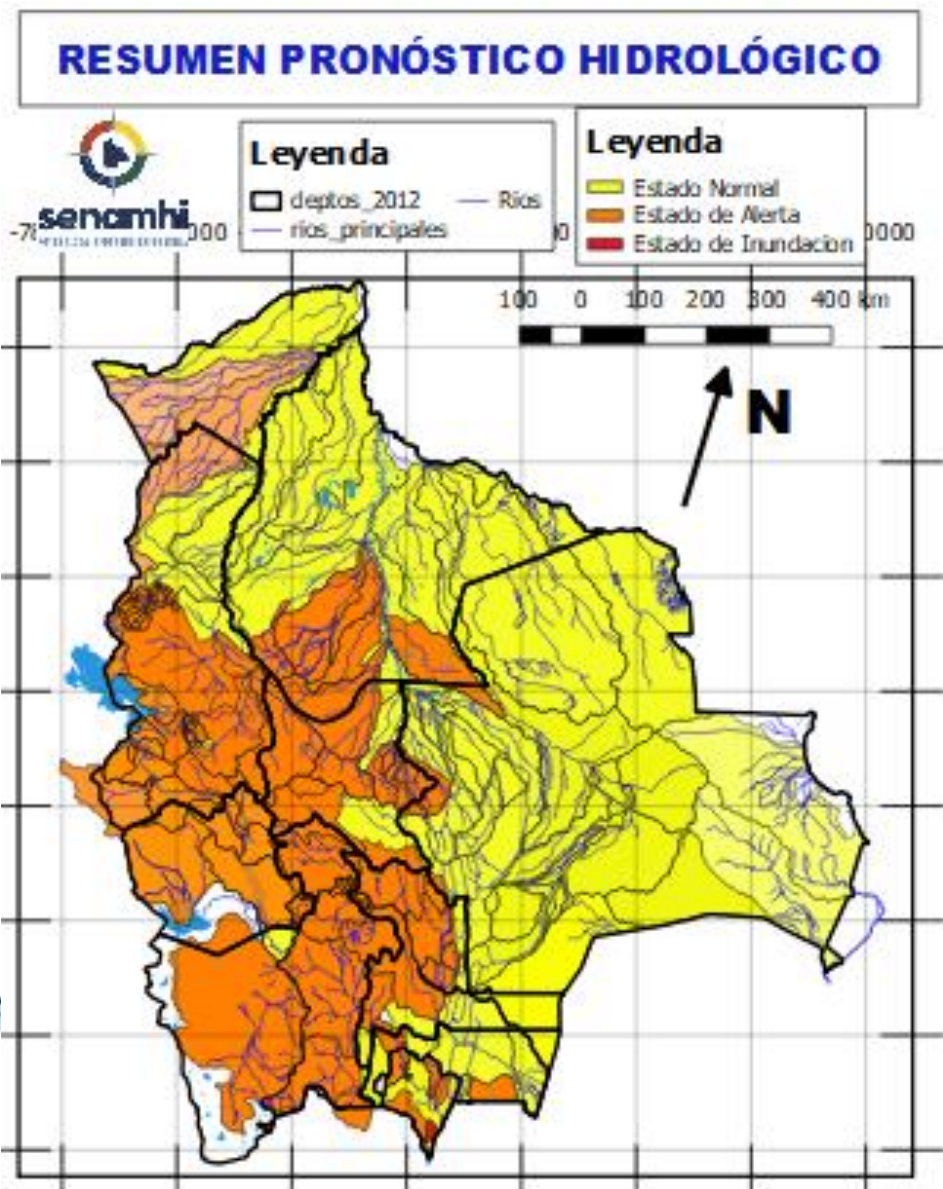 RESUMEN PRONÓSTICO HIDROLÓGICO
senamhi
Leyenda
deptos_2012
Rios
rios_principales
Leyenda
Estado Normal
Estado de Alerta
Estado de Inundacion
100 0 100 200 300 400 km
N